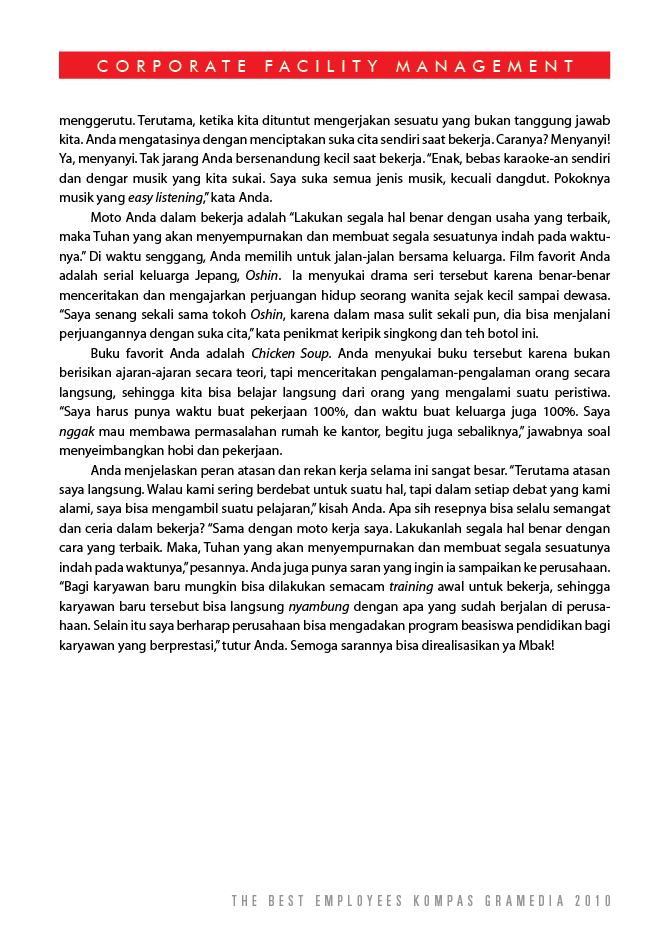 CORPORATE FACILITY MANAGEMENT
menggerutu. Terutama, ketika kita dituntut mengerjakan sesuatu yang bukan tanggung jawab
kita. Anda mengatasinya dengan menciptakan suka cita sendiri saat bekerja. Caranya? Menyanyi!
Ya, menyanyi. Tak jarang Anda bersenandung kecil saat bekerja. “Enak, bebas karaoke-an sendiri
dan dengar musik yang kita sukai. Saya suka semua jenis musik, kecuali dangdut. Pokoknya
musik yang easy listening,” kata Anda.
Moto Anda dalam bekerja adalah “Lakukan segala hal benar dengan usaha yang terbaik,
maka Tuhan yang akan menyempurnakan dan membuat segala sesuatunya indah pada waktu-
nya.” Di waktu senggang, Anda memilih untuk jalan-jalan bersama keluarga. Film favorit Anda
adalah serial keluarga Jepang, Oshin. Ia menyukai drama seri tersebut karena benar-benar
menceritakan dan mengajarkan perjuangan hidup seorang wanita sejak kecil sampai dewasa.
“Saya senang sekali sama tokoh Oshin, karena dalam masa sulit sekali pun, dia bisa menjalani
perjuangannya dengan suka cita,” kata penikmat keripik singkong dan teh botol ini.
Buku favorit Anda adalah Chicken Soup. Anda menyukai buku tersebut karena bukan
berisikan ajaran-ajaran secara teori, tapi menceritakan pengalaman-pengalaman orang secara
langsung, sehingga kita bisa belajar langsung dari orang yang mengalami suatu peristiwa.
“Saya harus punya waktu buat pekerjaan 100%, dan waktu buat keluarga juga 100%. Saya
nggak mau membawa permasalahan rumah ke kantor, begitu juga sebaliknya,” jawabnya soal
menyeimbangkan hobi dan pekerjaan.
Anda menjelaskan peran atasan dan rekan kerja selama ini sangat besar. “Terutama atasan
saya langsung. Walau kami sering berdebat untuk suatu hal, tapi dalam setiap debat yang kami
alami, saya bisa mengambil suatu pelajaran,” kisah Anda. Apa sih resepnya bisa selalu semangat
dan ceria dalam bekerja? “Sama dengan moto kerja saya. Lakukanlah segala hal benar dengan
cara yang terbaik. Maka, Tuhan yang akan menyempurnakan dan membuat segala sesuatunya
indah pada waktunya,” pesannya. Anda juga punya saran yang ingin ia sampaikan ke perusahaan.
“Bagi karyawan baru mungkin bisa dilakukan semacam training awal untuk bekerja, sehingga
karyawan baru tersebut bisa langsung nyambung dengan apa yang sudah berjalan di perusa-
haan. Selain itu saya berharap perusahaan bisa mengadakan program beasiswa pendidikan bagi
karyawan yang berprestasi,” tutur Anda. Semoga sarannya bisa direalisasikan ya Mbak!
THE BEST EMPLOYEES KOMPAS GRAMEDIA 2010